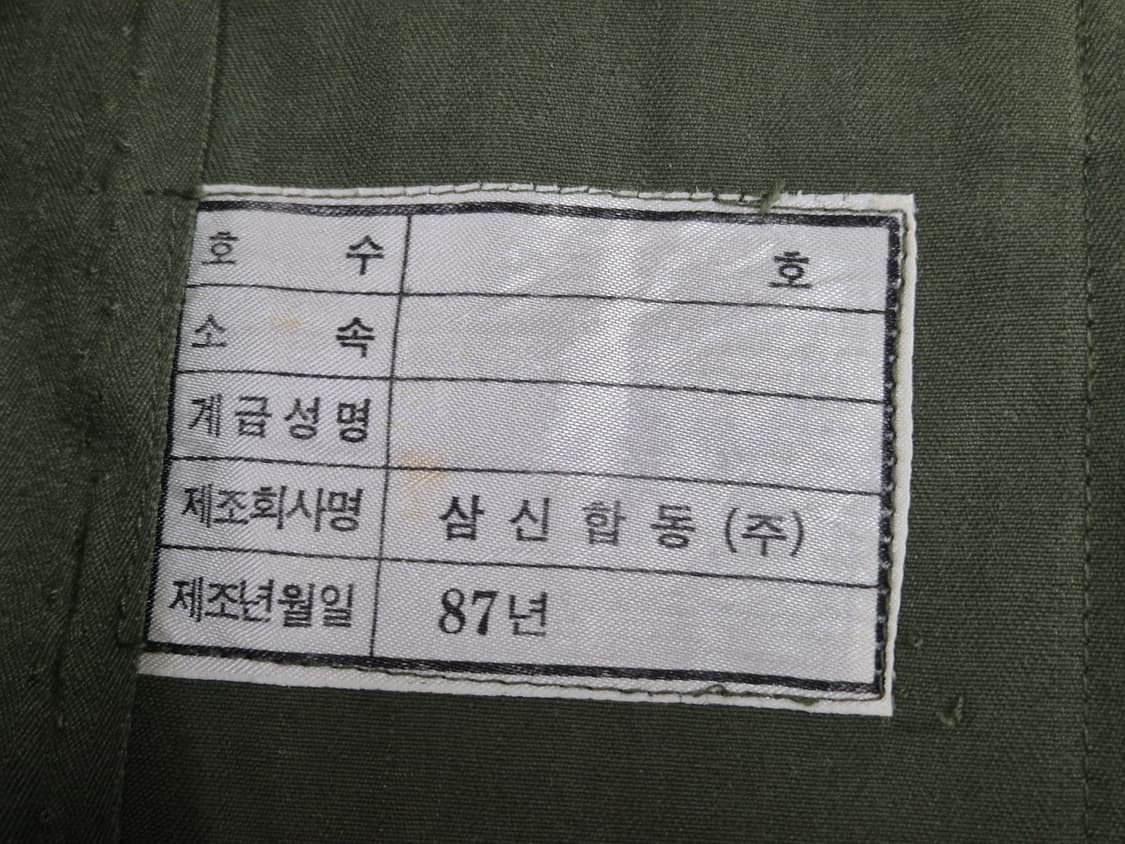 호 수 호
소 속
계급성명
제조회사명 삼신합동(주)
제조년월일 87년